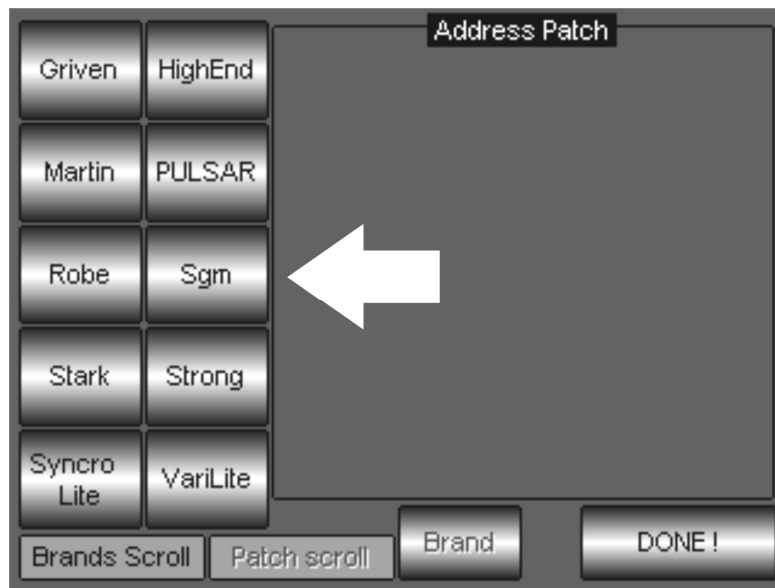 Address Patch
Griven HighEnd
Martin PULSAR
Robe Sgm
Stark Strong
Syncro
Lite
VariLite
Brands Scroll Patch scroll Brand DONE !